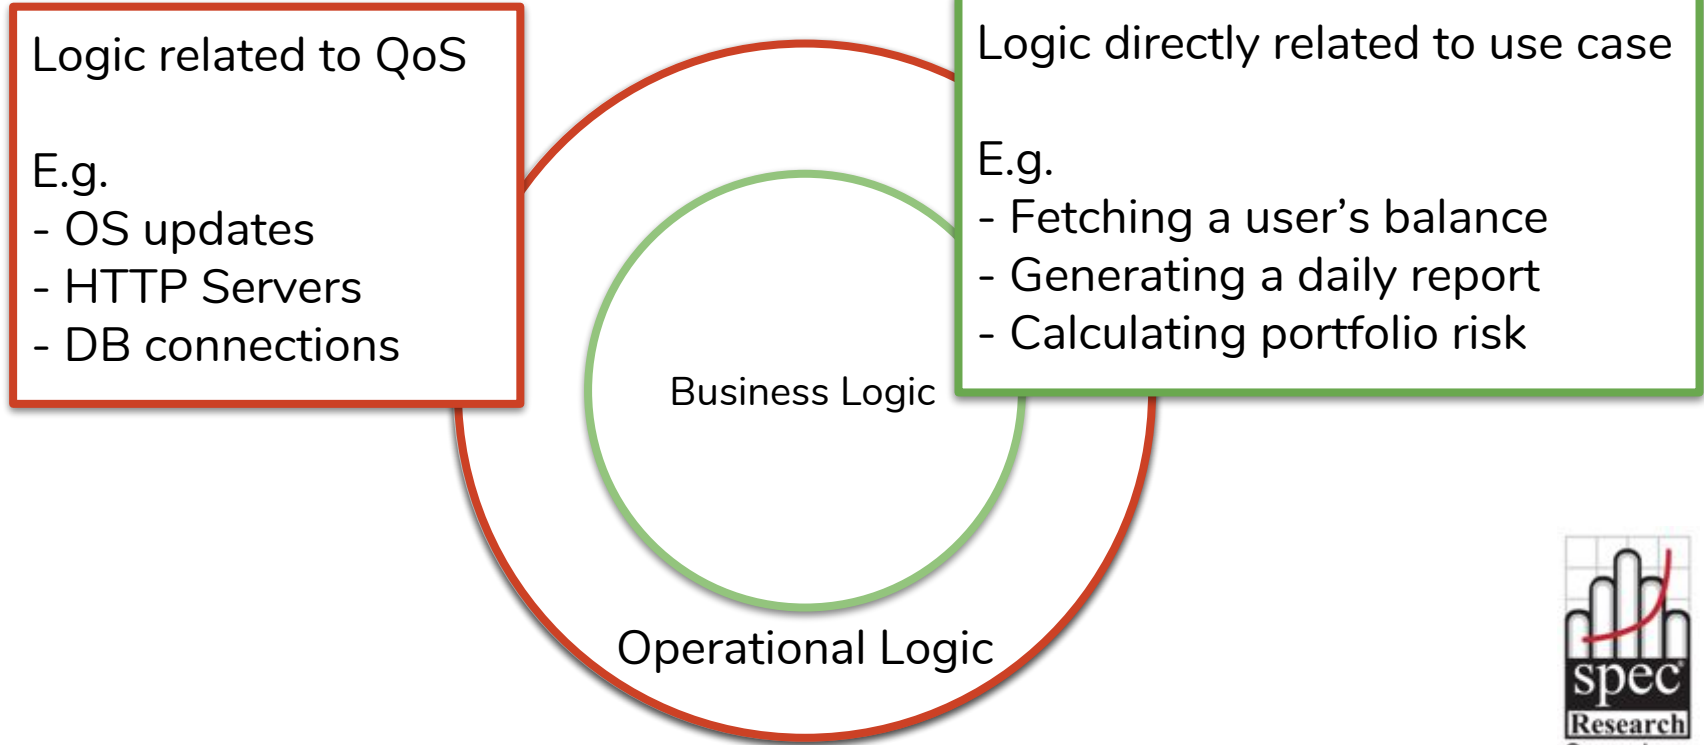 Logic related to QoS
E.g.
- OS updates
- HTTP Servers
- DB connections
Logic directly related to use case
E.g.
- Fetching a user’s balance
- Generating a daily report
- Calculating portfolio risk
Business Logic
Operational Logic
spec
Research